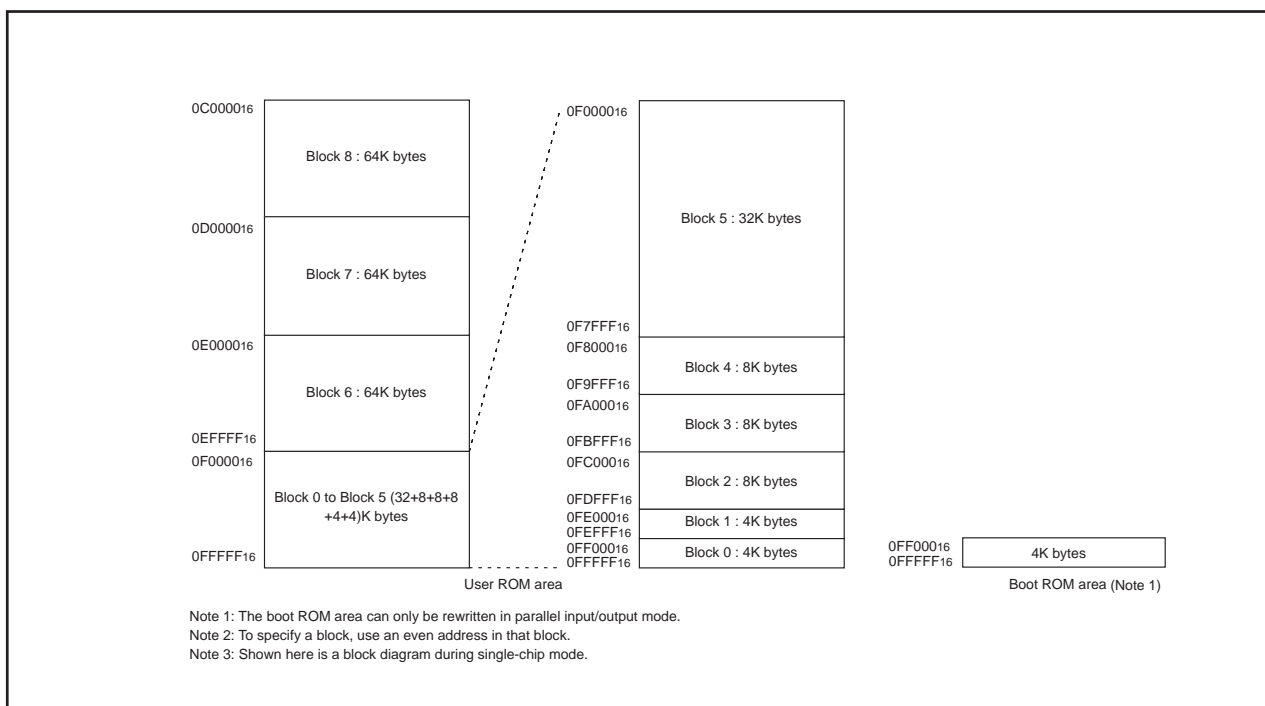 0C000016
Block 8 : 64K bytes
0D000016
Block 7 : 64K bytes
0E000016
Block 6 : 64K bytes
0EFFFF16
0F000016
Block 0 to Block 5 (32+8+8+8
+4+4)K bytes
0FFFFF16
0F000016
Block 5 : 32K bytes
0F7FFF16
0F800016
Block 4 : 8K bytes
0F9FFF16
0FA00016
Block 3 : 8K bytes
0FBFFF16
0FC00016
Block 2 : 8K bytes
0FDFFF16
0FE00016
Block 1 : 4K bytes
0FEFFF16
0FF00016
Block 0 : 4K bytes
0FFFFF16
User ROM area
0FF00016
4K bytes
0FFFFF16
Boot ROM area (Note 1)
Note 1: The boot ROM area can only be rewritten in parallel input/output mode.
Note 2: To specify a block, use an even address in that block.
Note 3: Shown here is a block diagram during single-chip mode.